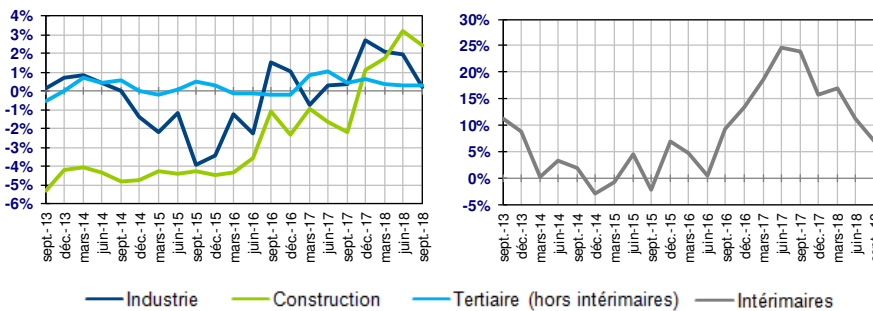 4%
3%
2%
1%
0%
-1%
-2%
-3%
-4%
-5%
-6%
sept.-13
déc.-13
mars-14
juin-14
sept.-14
déc.-14
mars-15
juin-15
sept.-15
déc.-15
mars-16
juin-16
sept.-16
déc.-16
mars-17
juin-17
sept.-17
déc.-17
mars-18
juin-18
sept.-18
30%
25%
20%
15%
10%
5%
0%
-5%
sept.-13
déc.-13
mars-14
juin-14
sept.-14
déc.-14
mars-15
juin-15
sept.-15
déc.-15
mars-16
juin-16
sept.-16
déc.-16
mars-17
juin-17
sept.-17
déc.-17
mars-18
juin-18
Industrie Construction Tertiaire (hors intérimaires) Intérimaires